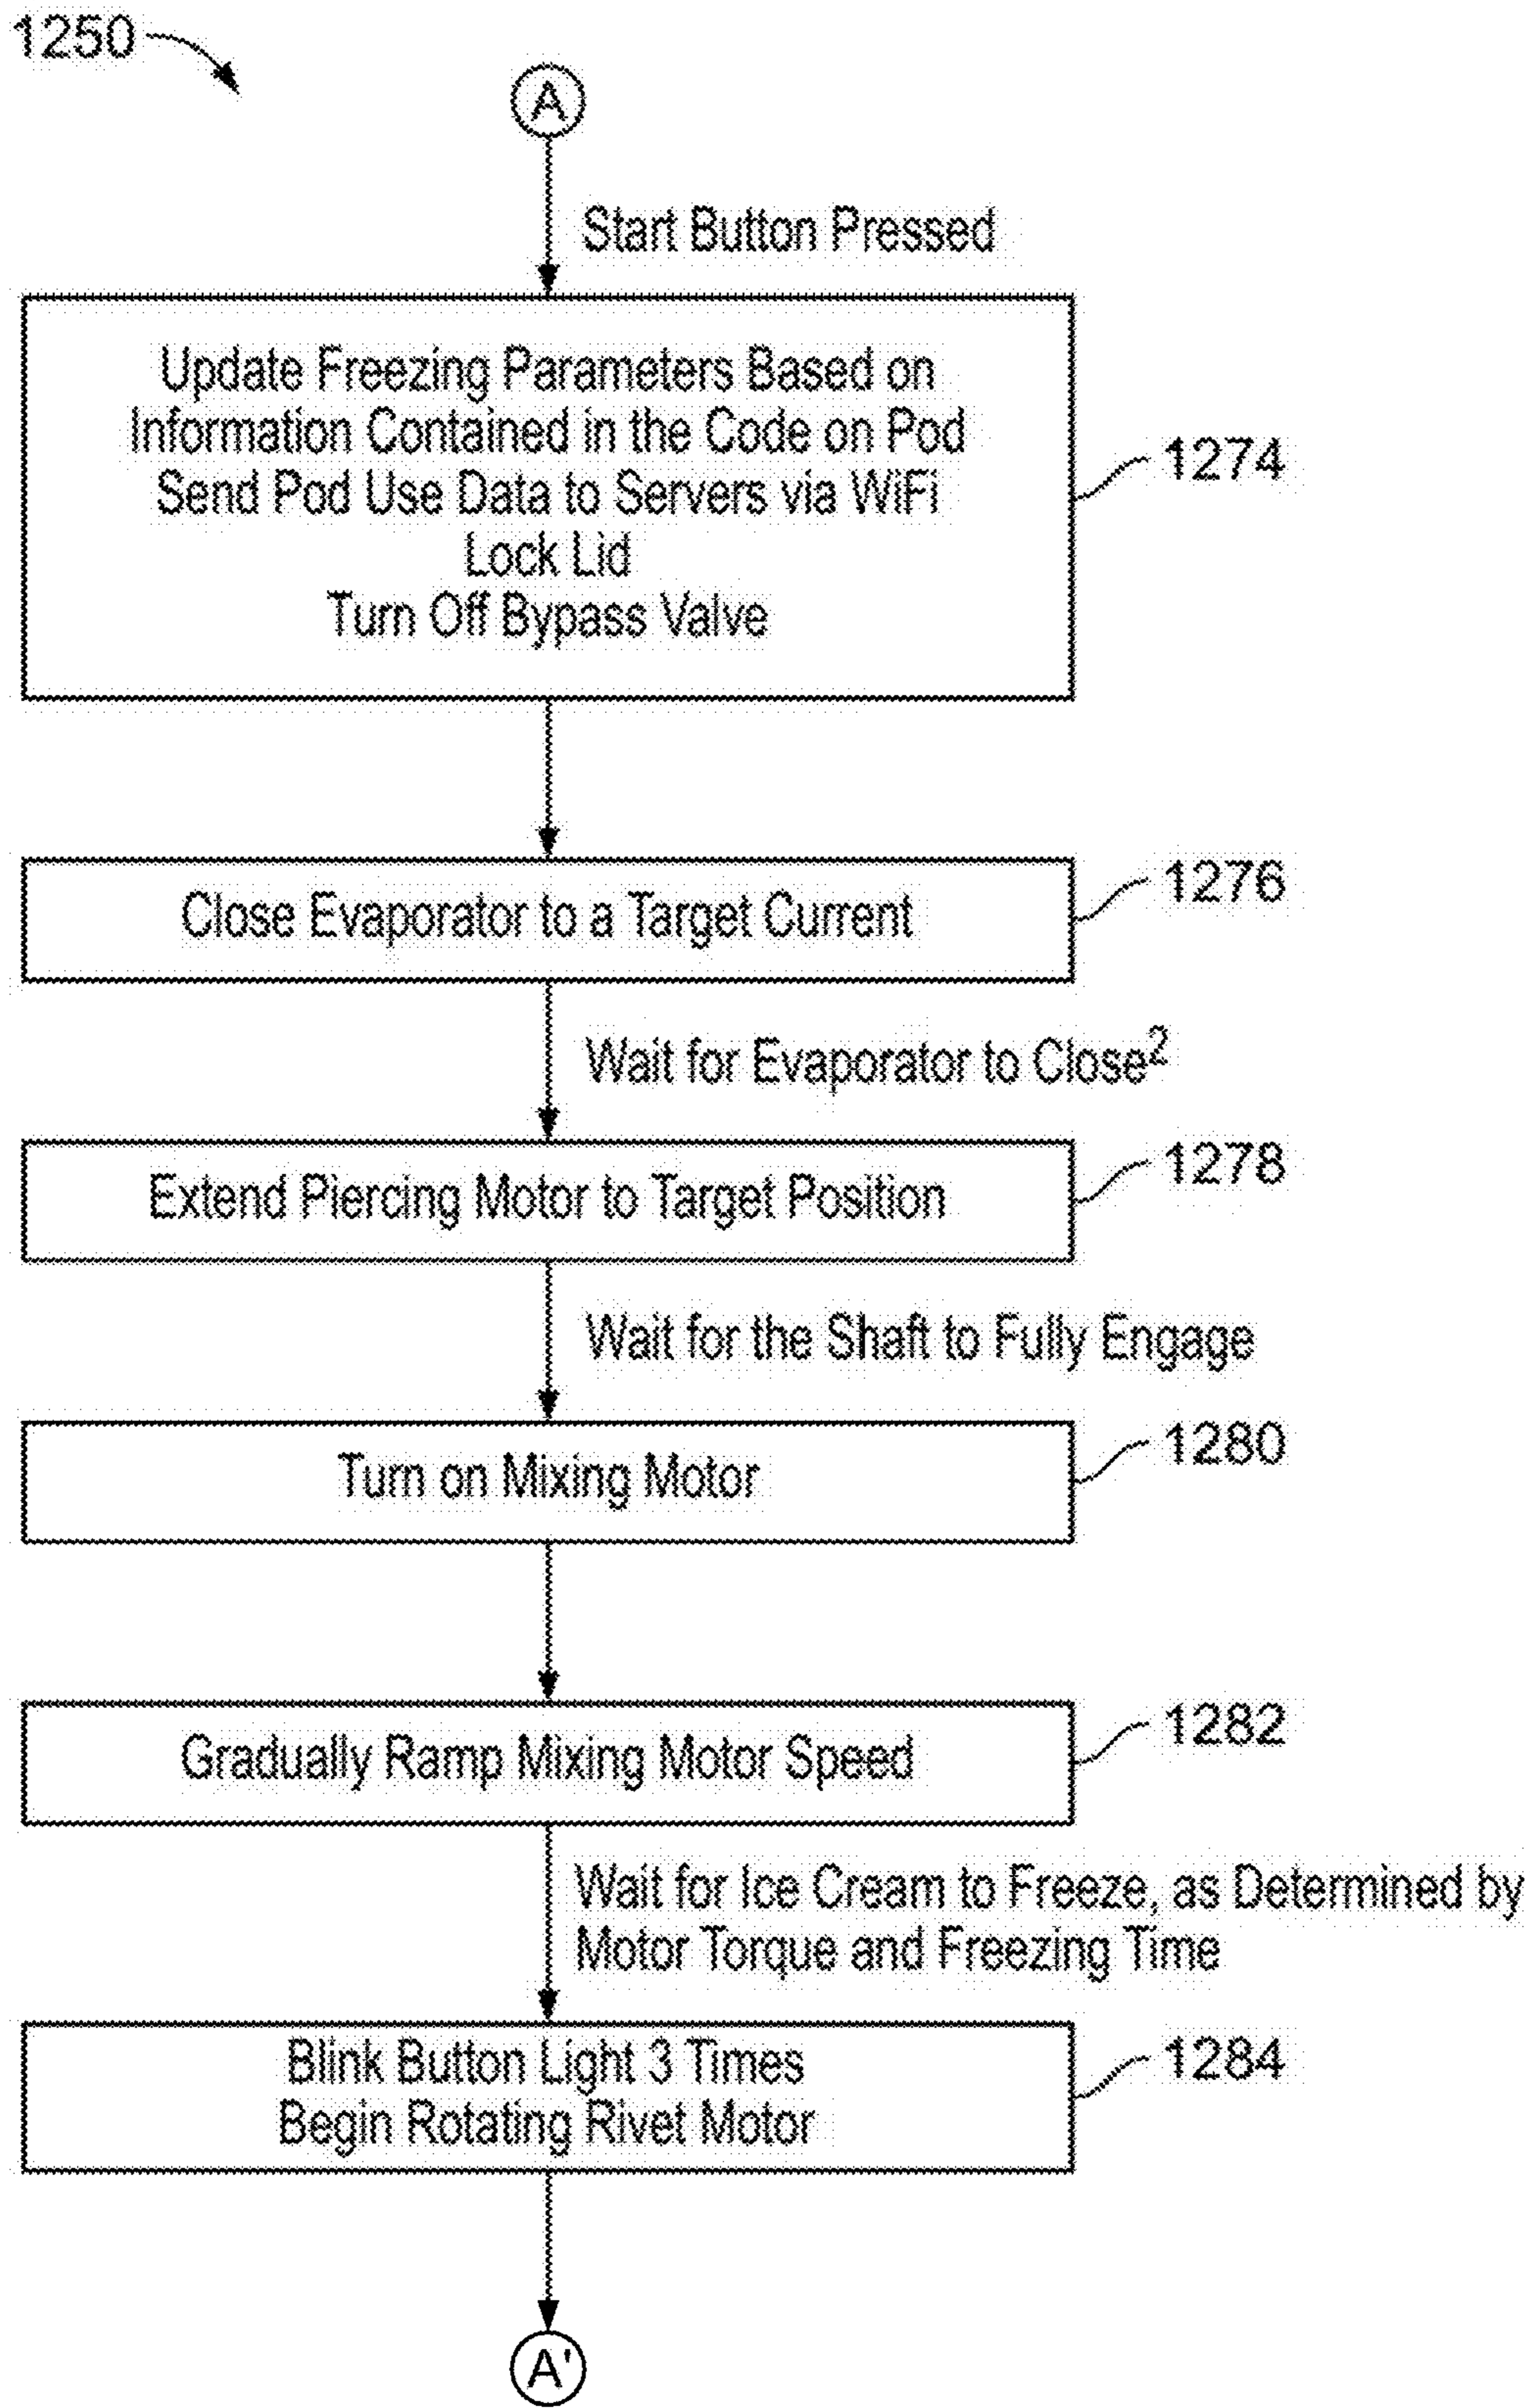 1250
A
Start Button Pressed
Update Freezing Parameters Based on
Information Contained in the Code on Pod
Send Pod Use Data to Servers via WiFi
Lock Lid
Turn Off Bypass Valve
1274
Close Evaporator to a Target Current
1276
Wait for Evaporator to Close²
Extend Piercing Motor to Target Position
1278
Wait for the Shaft to Fully Engage
Turn on Mixing Motor
1280
Gradually Ramp Mixing Motor Speed
1282
Wait for Ice Cream to Freeze, as Determined by
Motor Torque and Freezing Time
Blink Button Light 3 Times
Begin Rotating Rivet Motor
1284
A'